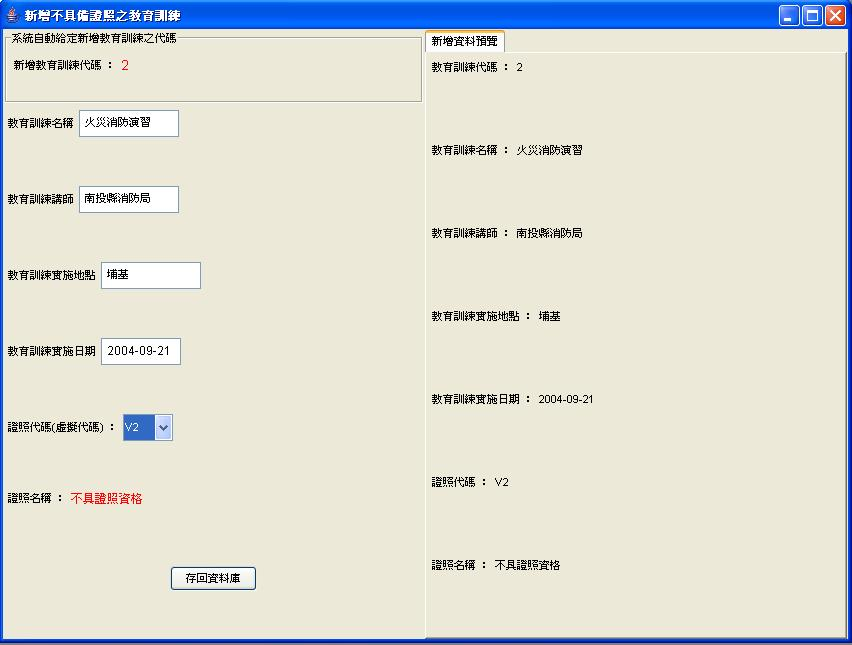 新增不具備證照之教育訓練
系統自動給定新增教育訓練之代碼
新增教育訓練代碼 ： 2
教育訓練名稱 火災消防演習
教育訓練講師 南投縣消防局
教育訓練實施地點 埔基
教育訓練實施日期 2004-09-21
證照代碼(虛擬代碼) ： V2
證照名稱 ： 不具證照資格
存回資料庫
新增資料預覽
教育訓練代碼 ： 2
教育訓練名稱 ： 火災消防演習
教育訓練講師 ： 南投縣消防局
教育訓練實施地點 ： 埔基
教育訓練實施日期 ： 2004-09-21
證照代碼 ： V2
證照名稱 ： 不具證照資格